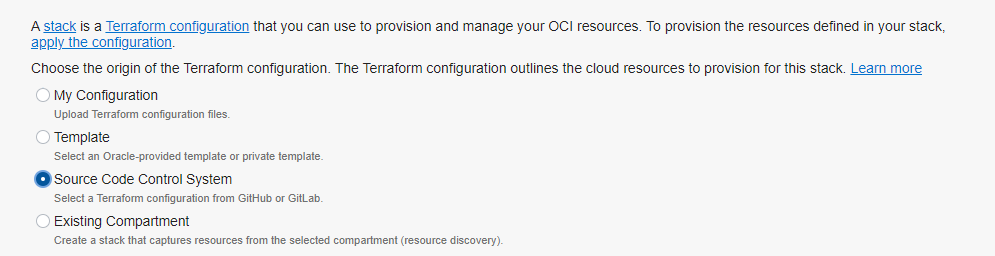 A stack is a Terraform configuration that you can use to provision and manage your OCI resources. To provision the resources defined in your stack,
apply the configuration.
Choose the origin of the Terraform configuration. The Terraform configuration outlines the cloud resources to provision for this stack. Learn more
My Configuration
Upload Terraform configuration files.
Template
Select an Oracle-provided template or private template.
Source Code Control System
Select a Terraform configuration from GitHub or GitLab.
Existing Compartment
Create a stack that captures resources from the selected compartment (resource discovery).